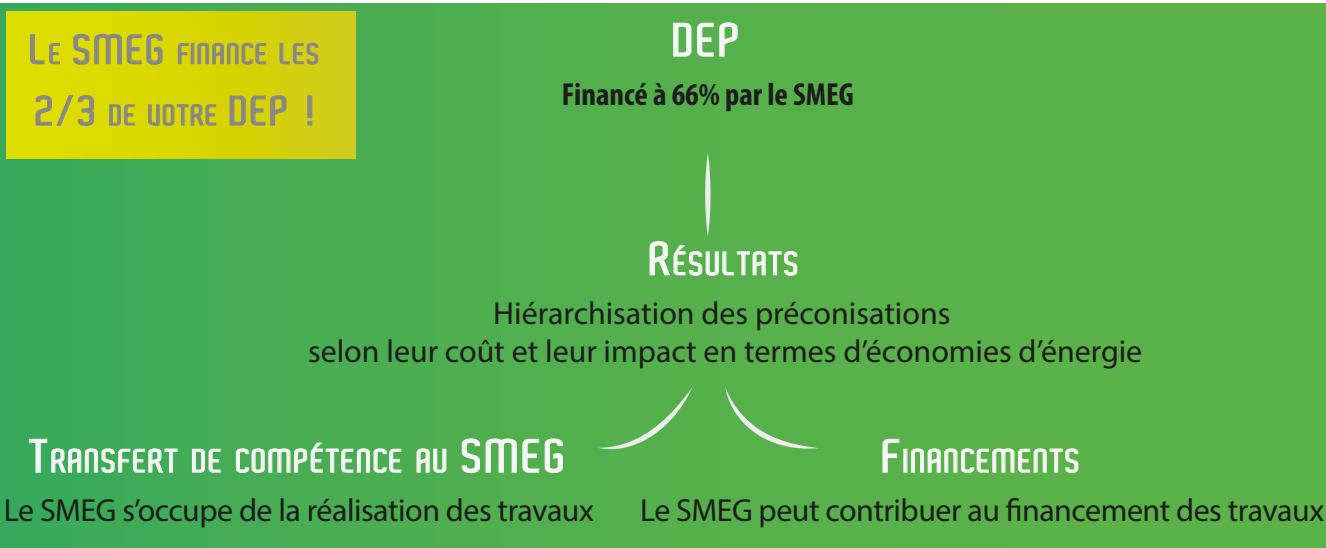 Le SMEG finance les
2/3 de votre DEP !
DEP
Financé à 66% par le SMEG
Résultats
Hiérarchisation des préconisations
selon leur coût et leur impact en termes d’économies d’énergie
Transfert de compétence au SMEG
Le SMEG s’occupe de la réalisation des travaux
Financements
Le SMEG peut contribuer au financement des travaux